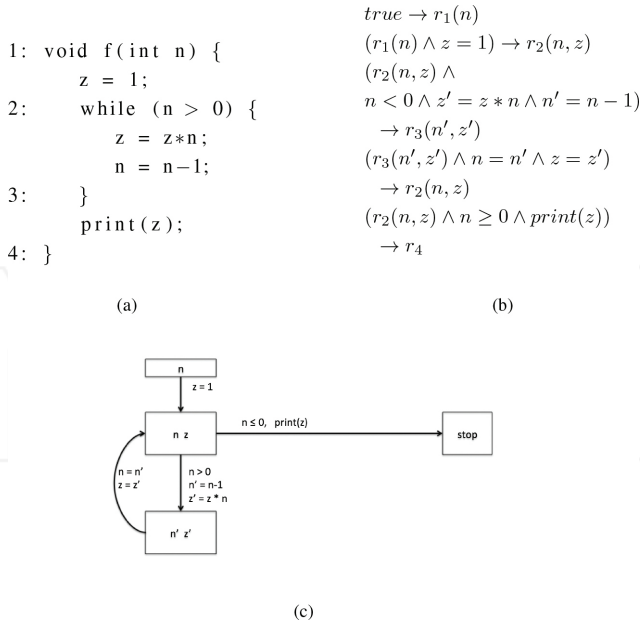 1: void f(int n) {
z = 1;
2: while (n > 0) {
z = z*n;
n = n−1;
3: }
print(z);
4: }
(a)
true → r₁(n)
(r₁(n) ∧ z = 1) → r₂(n, z)
(r₂(n, z) ∧
n < 0 ∧ z′ = z ∗ n ∧ n′ = n − 1)
→ r₃(n′, z′)
(r₃(n′, z′) ∧ n = n′ ∧ z = z′)
→ r₂(n, z)
(r₂(n, z) ∧ n ≥ 0 ∧ print(z))
→ r₄
(b)
n
z = 1
n z
n ≤ 0, print(z)
stop
n = n′
z = z′
n > 0
n′ = n-1
z′ = z * n
n′ z′
(c)